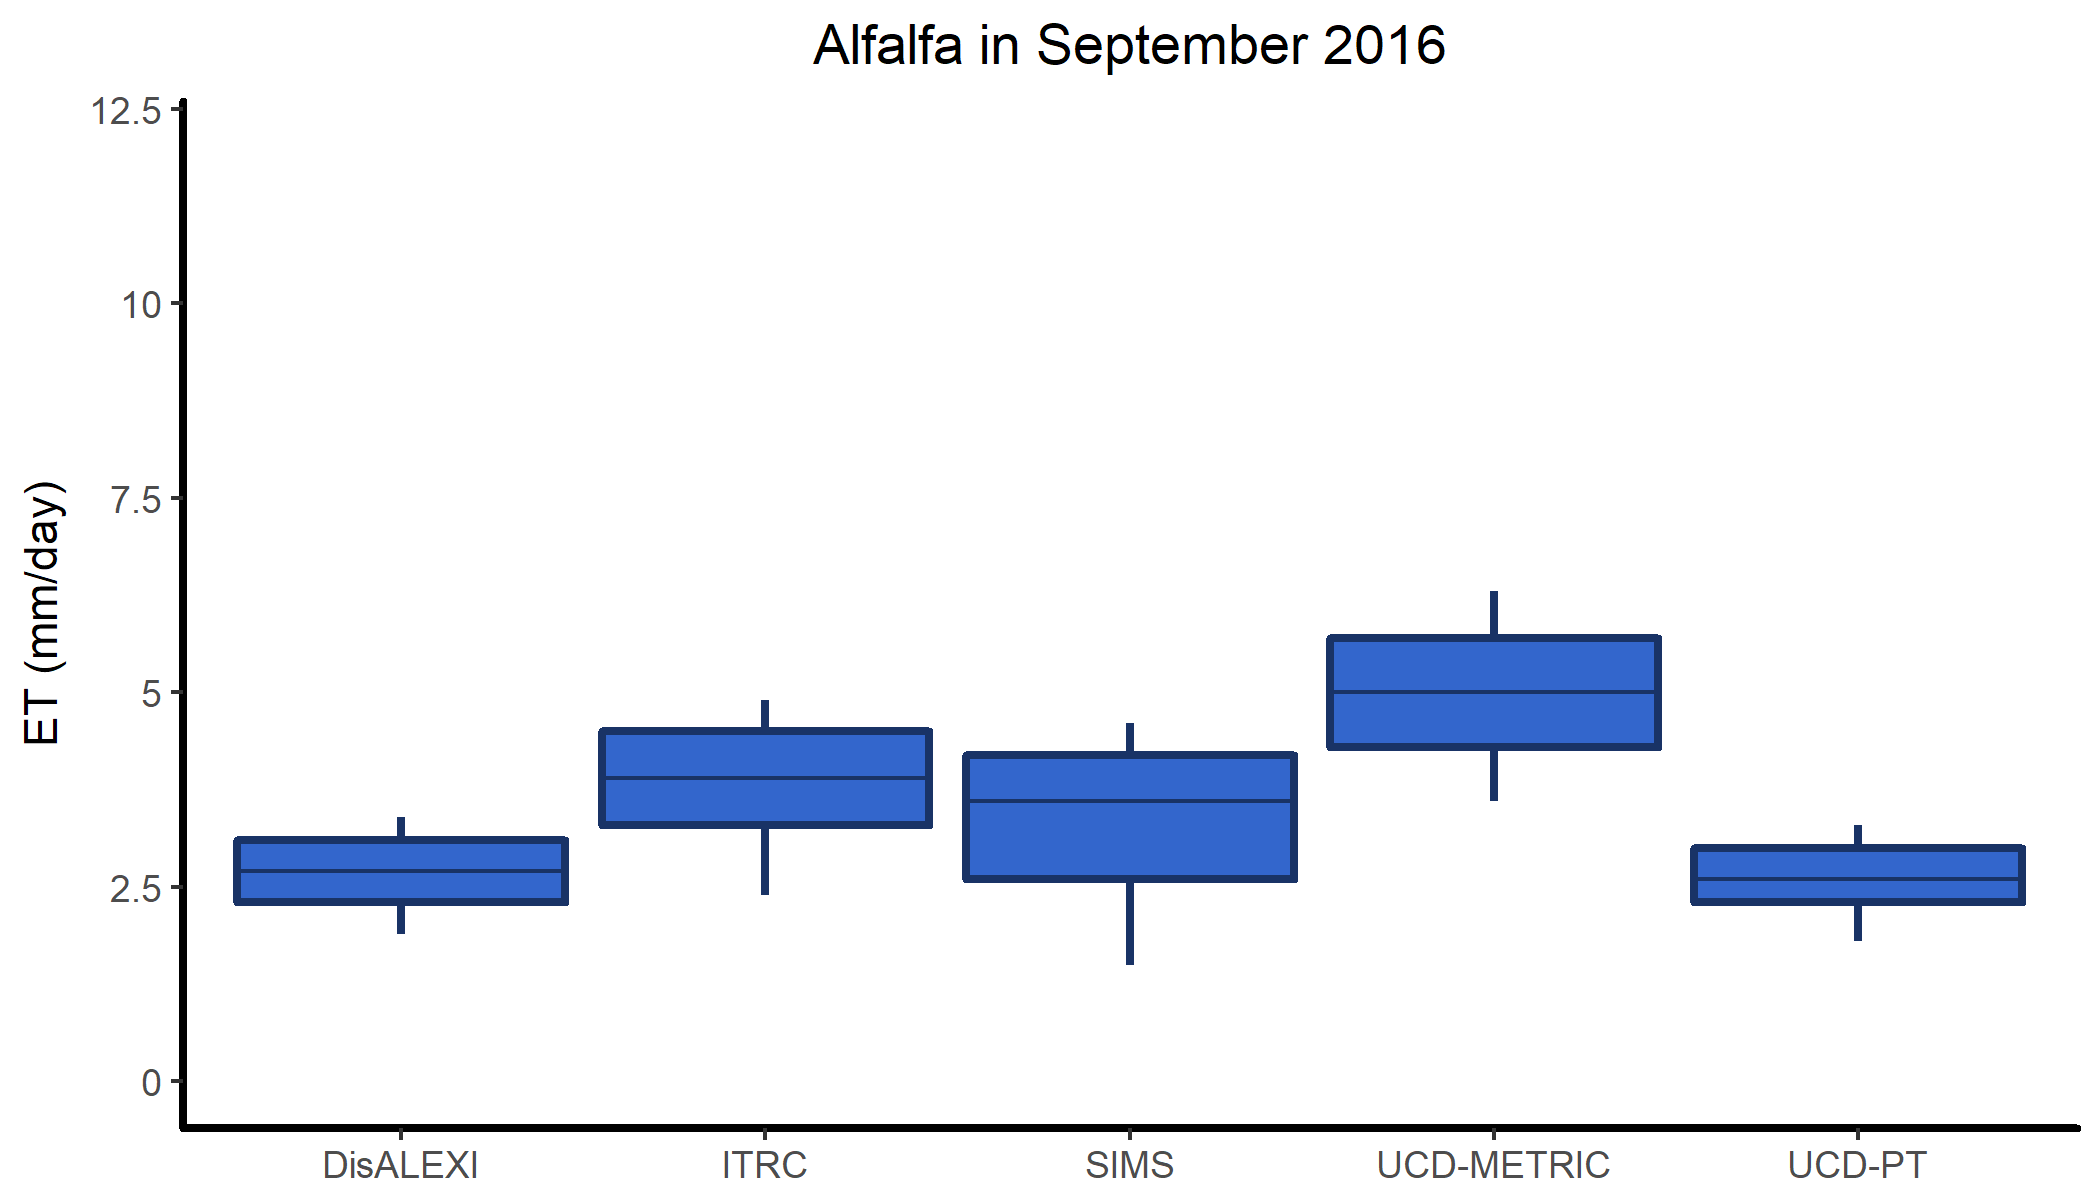 Alfalfa in September 2016
ET (mm/day)
12.5
10
7.5
5
2.5
0
DisALEXI
ITRC
SIMS
UCD-METRIC
UCD-PT